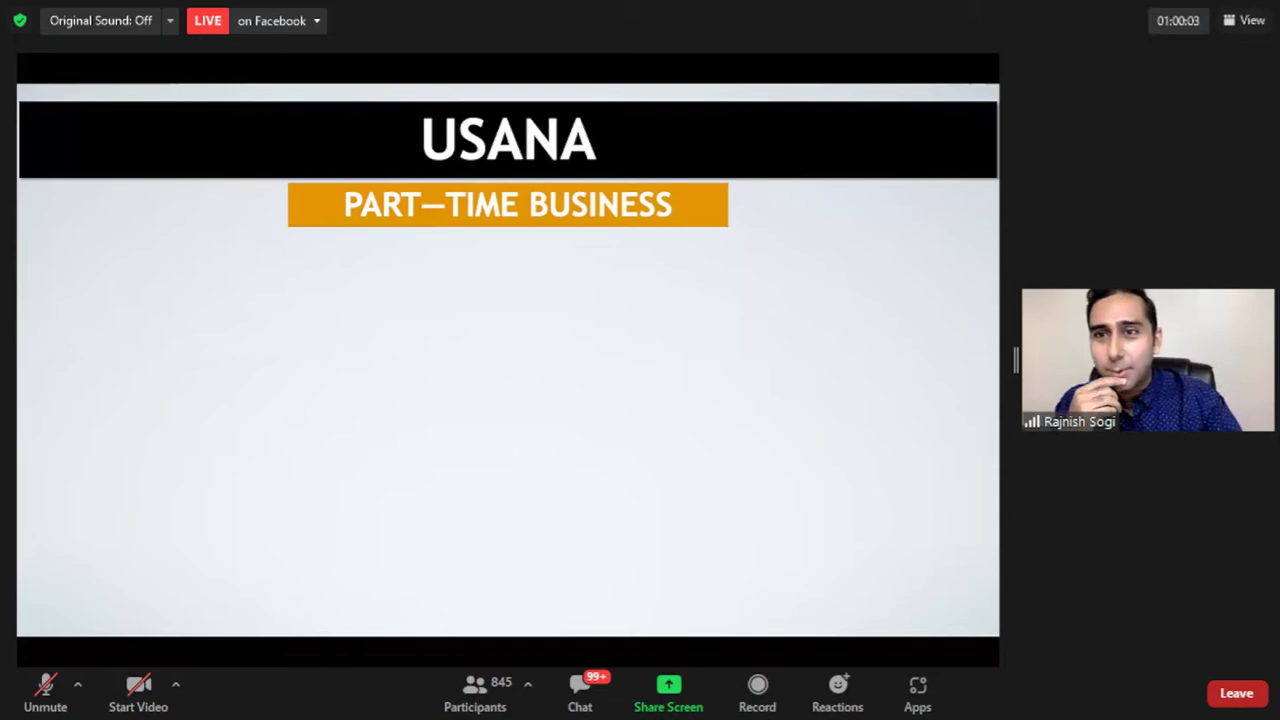 Original Sound: Off
LIVE on Facebook
01:00:03
View
USANA
PART—TIME BUSINESS
Rajnish Sogi
Unmute
Start Video
845
Participants
99+
Chat
Share Screen
Record
Reactions
Apps
Leave